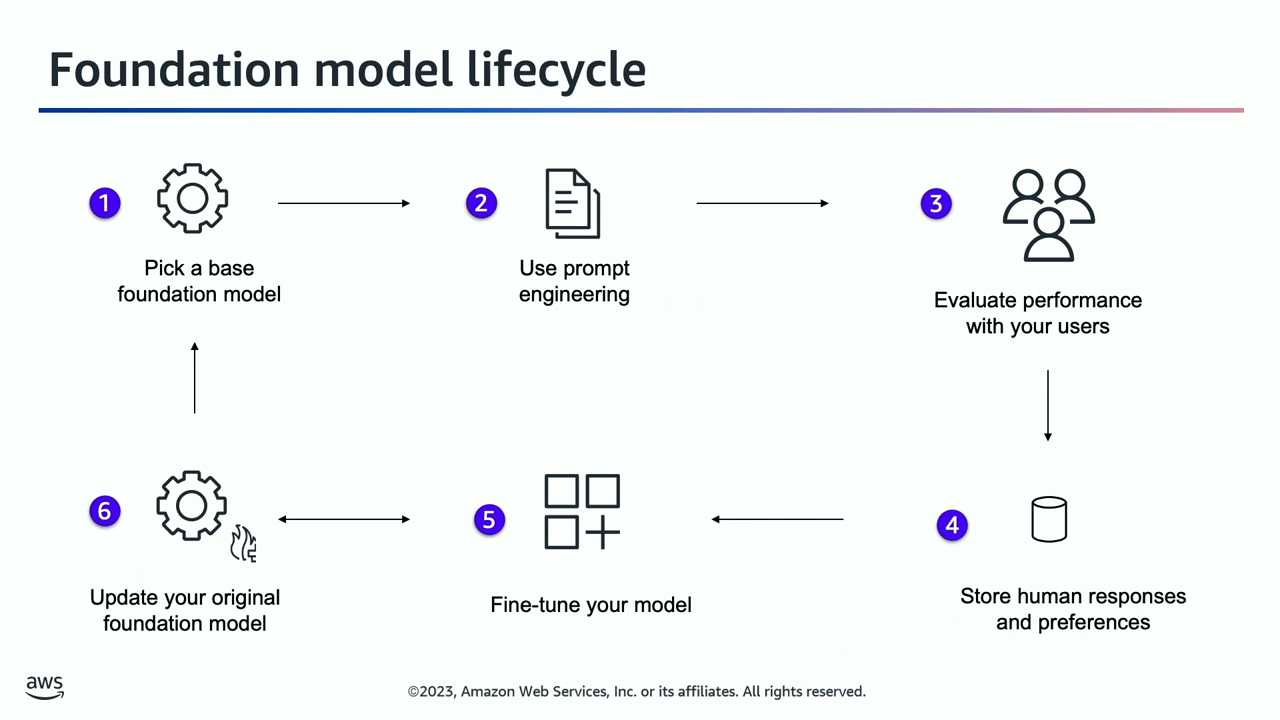 Foundation model lifecycle
1
Pick a base
foundation model
2
Use prompt
engineering
3
Evaluate performance
with your users
4
Store human responses
and preferences
5
Fine-tune your model
6
Update your original
foundation model
aws
©2023, Amazon Web Services, Inc. or its affiliates. All rights reserved.